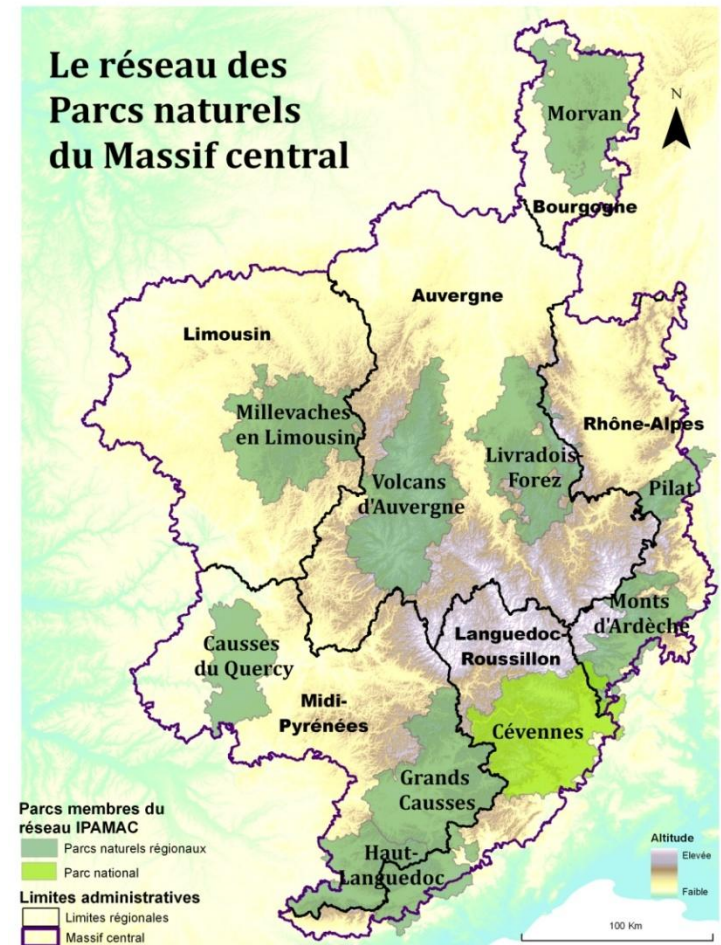 Le réseau des
Parcs naturels
du Massif central
N
Morvan
Bourgogne
Auvergne
Limousin
Rhône-Alpes
Millevaches
en Limousin
Livradois-
Forez
Volcans
d'Auvergne
Pilat
Monts
d'Ardèche
Languedoc-
Roussillon
Causses
du Quercy
Midi-
Pyrénées
Cévennes
Grands
Causses
Haut-
Languedoc
Parcs membres du
réseau IPAMAC
Parcs naturels régionaux
Parc national
Limites administratives
Limites régionales
Massif central
Altitude
Elevée
Faible
100 Km